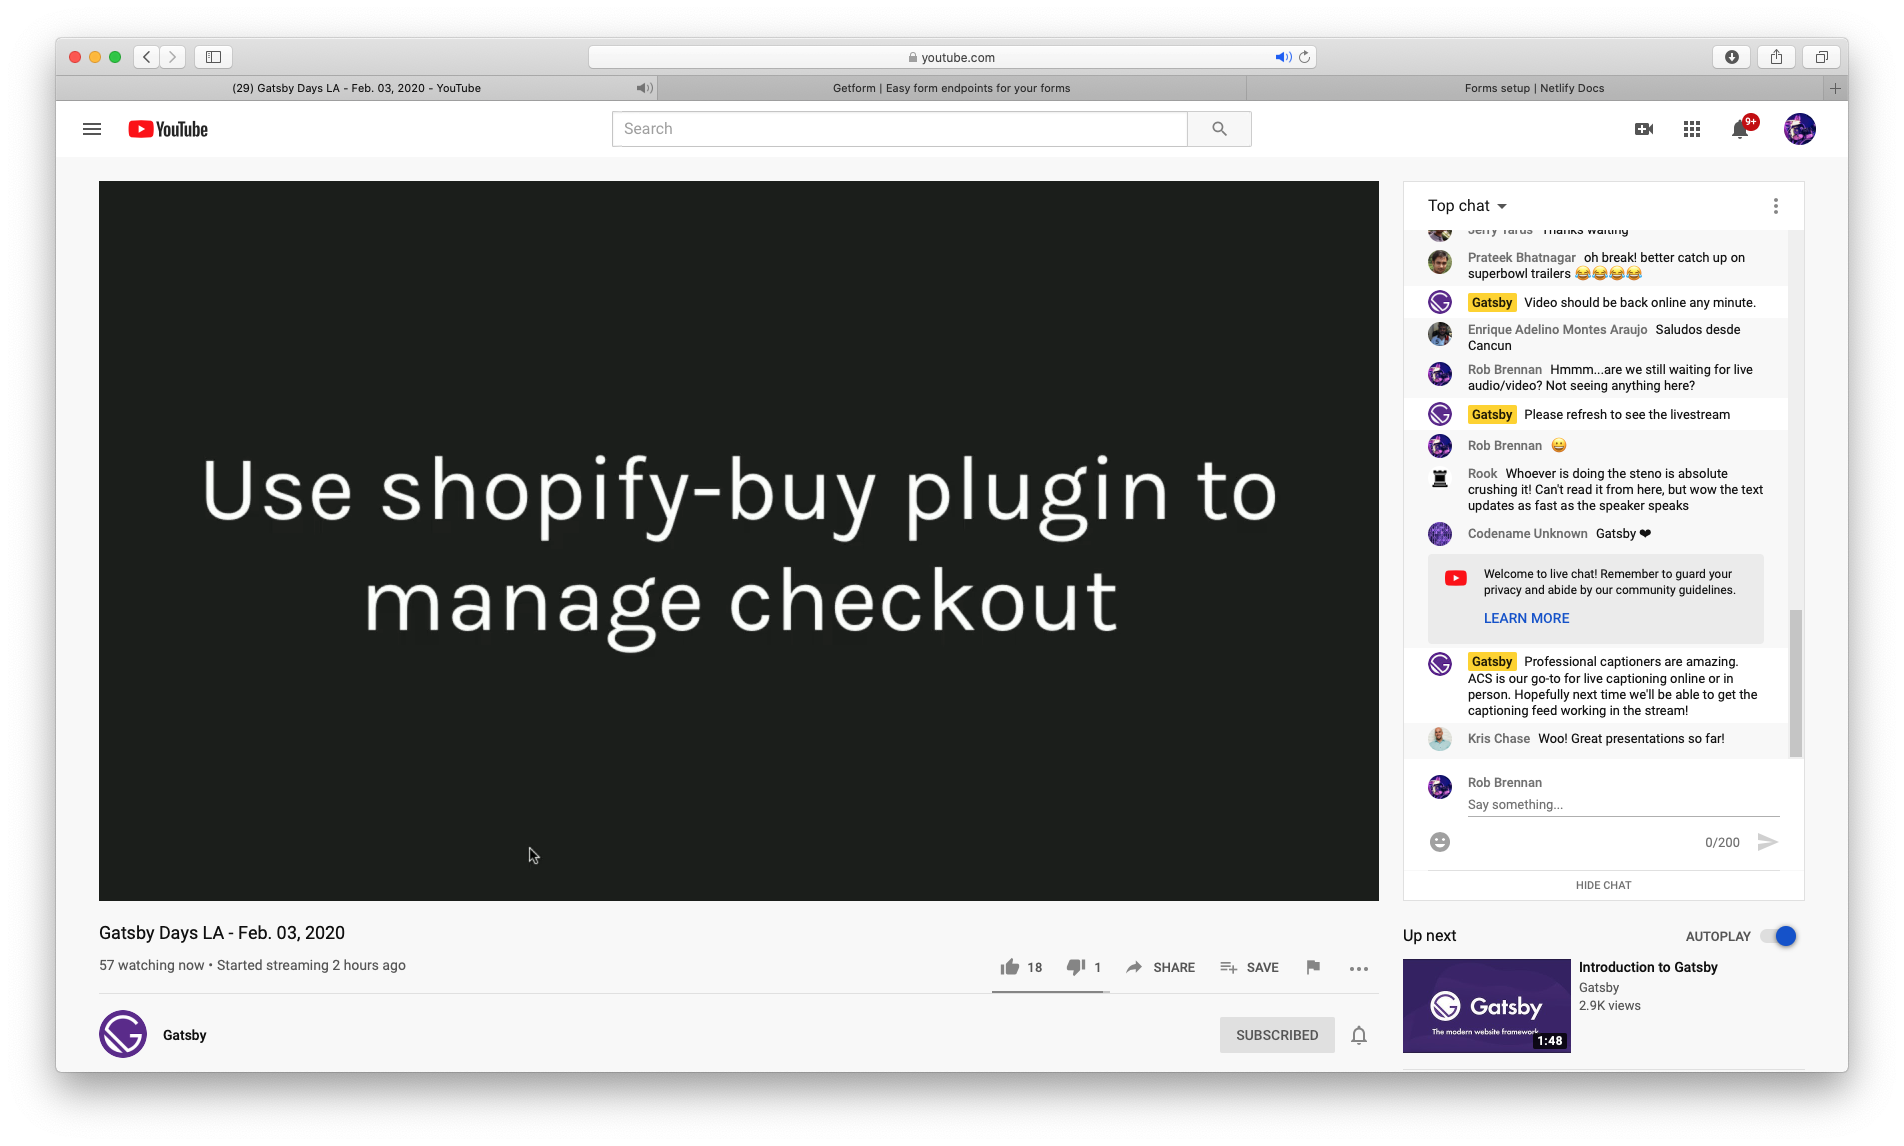 youtube.com
(29) Gatsby Days LA - Feb. 03, 2020 - YouTube
Getform | Easy form endpoints for your forms
Forms setup | Netlify Docs
YouTube
Search
9+
Use shopify-buy plugin to
manage checkout
Top chat
Jerry Tardis Thanks waiting
Prateek Bhatnagar oh break! better catch up on
superbowl trailers 😂😂😂😂
Gatsby Video should be back online any minute.
Enrique Adelino Montes Araujo Saludos desde
Cancun
Rob Brennan Hmmm...are we still waiting for live
audio/video? Not seeing anything here?
Gatsby Please refresh to see the livestream
Rob Brennan 😀
Rook Whoever is doing the steno is absolute
crushing it! Can't read it from here, but wow the text
updates as fast as the speaker speaks
Codename Unknown Gatsby ❤
Welcome to live chat! Remember to guard your
privacy and abide by our community guidelines.
LEARN MORE
Gatsby Professional captioners are amazing.
ACS is our go-to for live captioning online or in
person. Hopefully next time we'll be able to get the
captioning feed working in the stream!
Kris Chase Woo! Great presentations so far!
Rob Brennan
Say something...
0/200
HIDE CHAT
Gatsby Days LA - Feb. 03, 2020
57 watching now • Started streaming 2 hours ago
18
1
SHARE
SAVE
Gatsby
SUBSCRIBED
Up next
AUTOPLAY
Gatsby
The modern website framework
1:48
Introduction to Gatsby
Gatsby
2.9K views